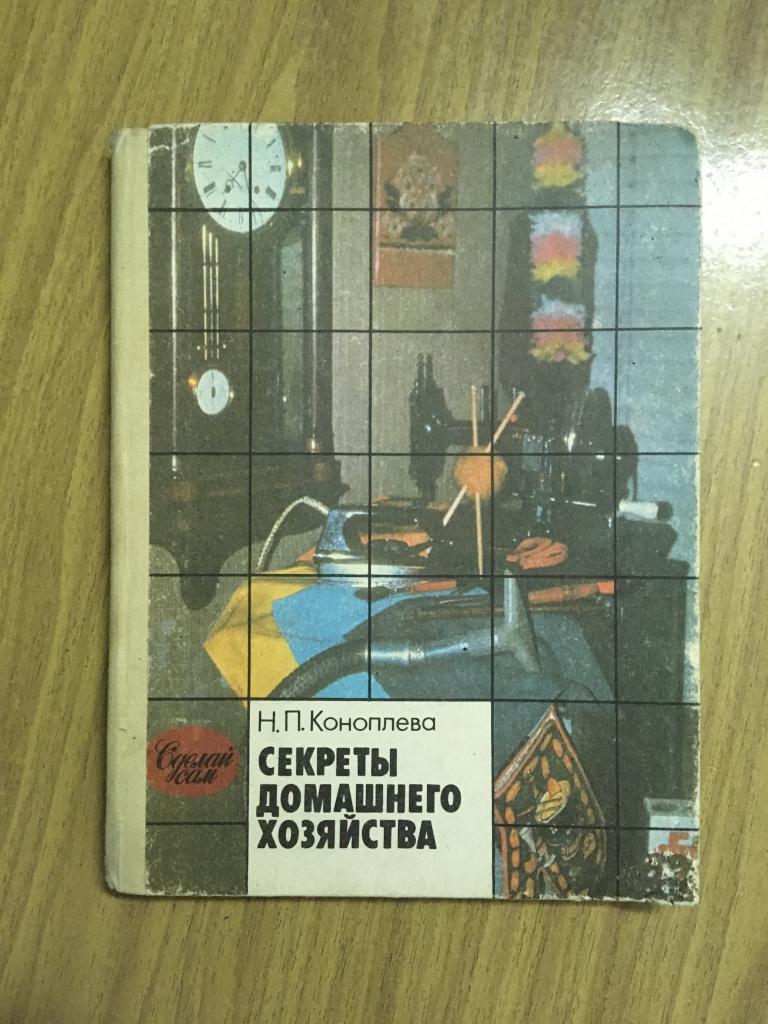 Н.П.Коноплева
СЕКРЕТЫ
ДОМАШНЕГО
ХОЗЯЙСТВА
Сделай
сам